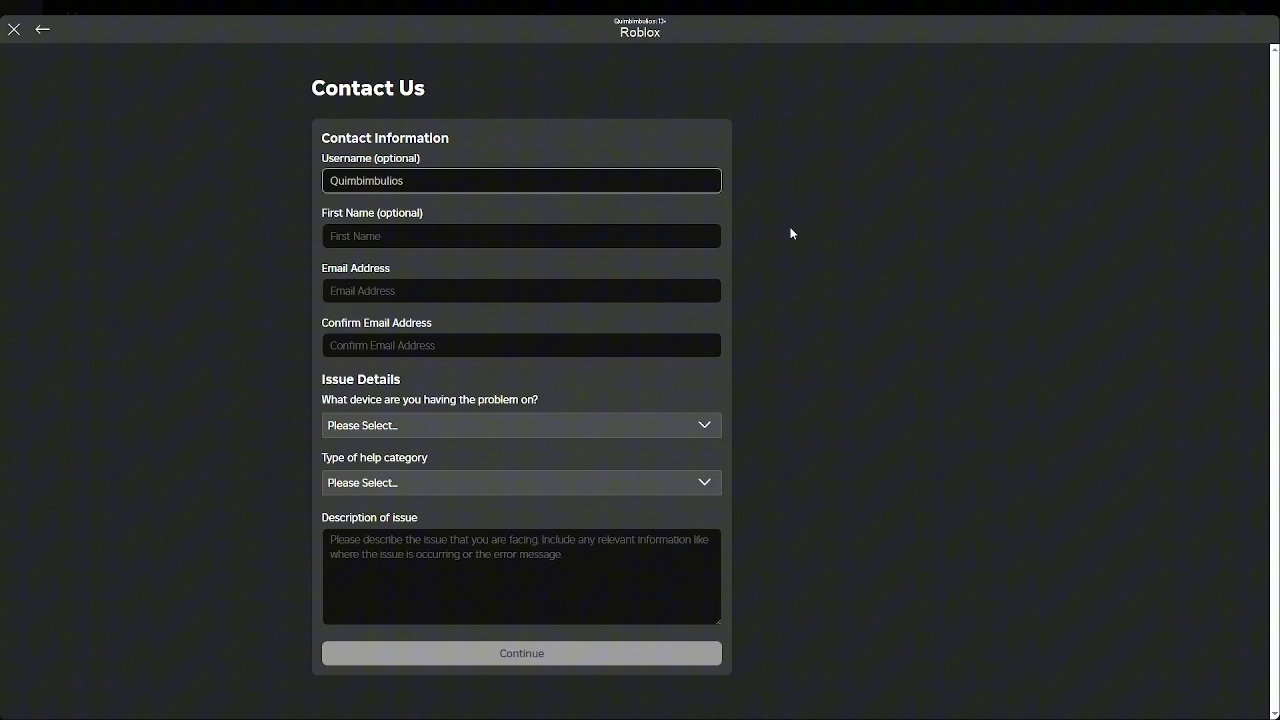 Quimbimbulios: 13+
Roblox
Contact Us
Contact Information
Username (optional)
Quimbimbulios
First Name (optional)
First Name
Email Address
Email Address
Confirm Email Address
Confirm Email Address
Issue Details
What device are you having the problem on?
Please Select...
Type of help category
Please Select...
Description of issue
Please describe the issue that you are facing. Include any relevant information like
where the issue is occurring or the error message.
Continue